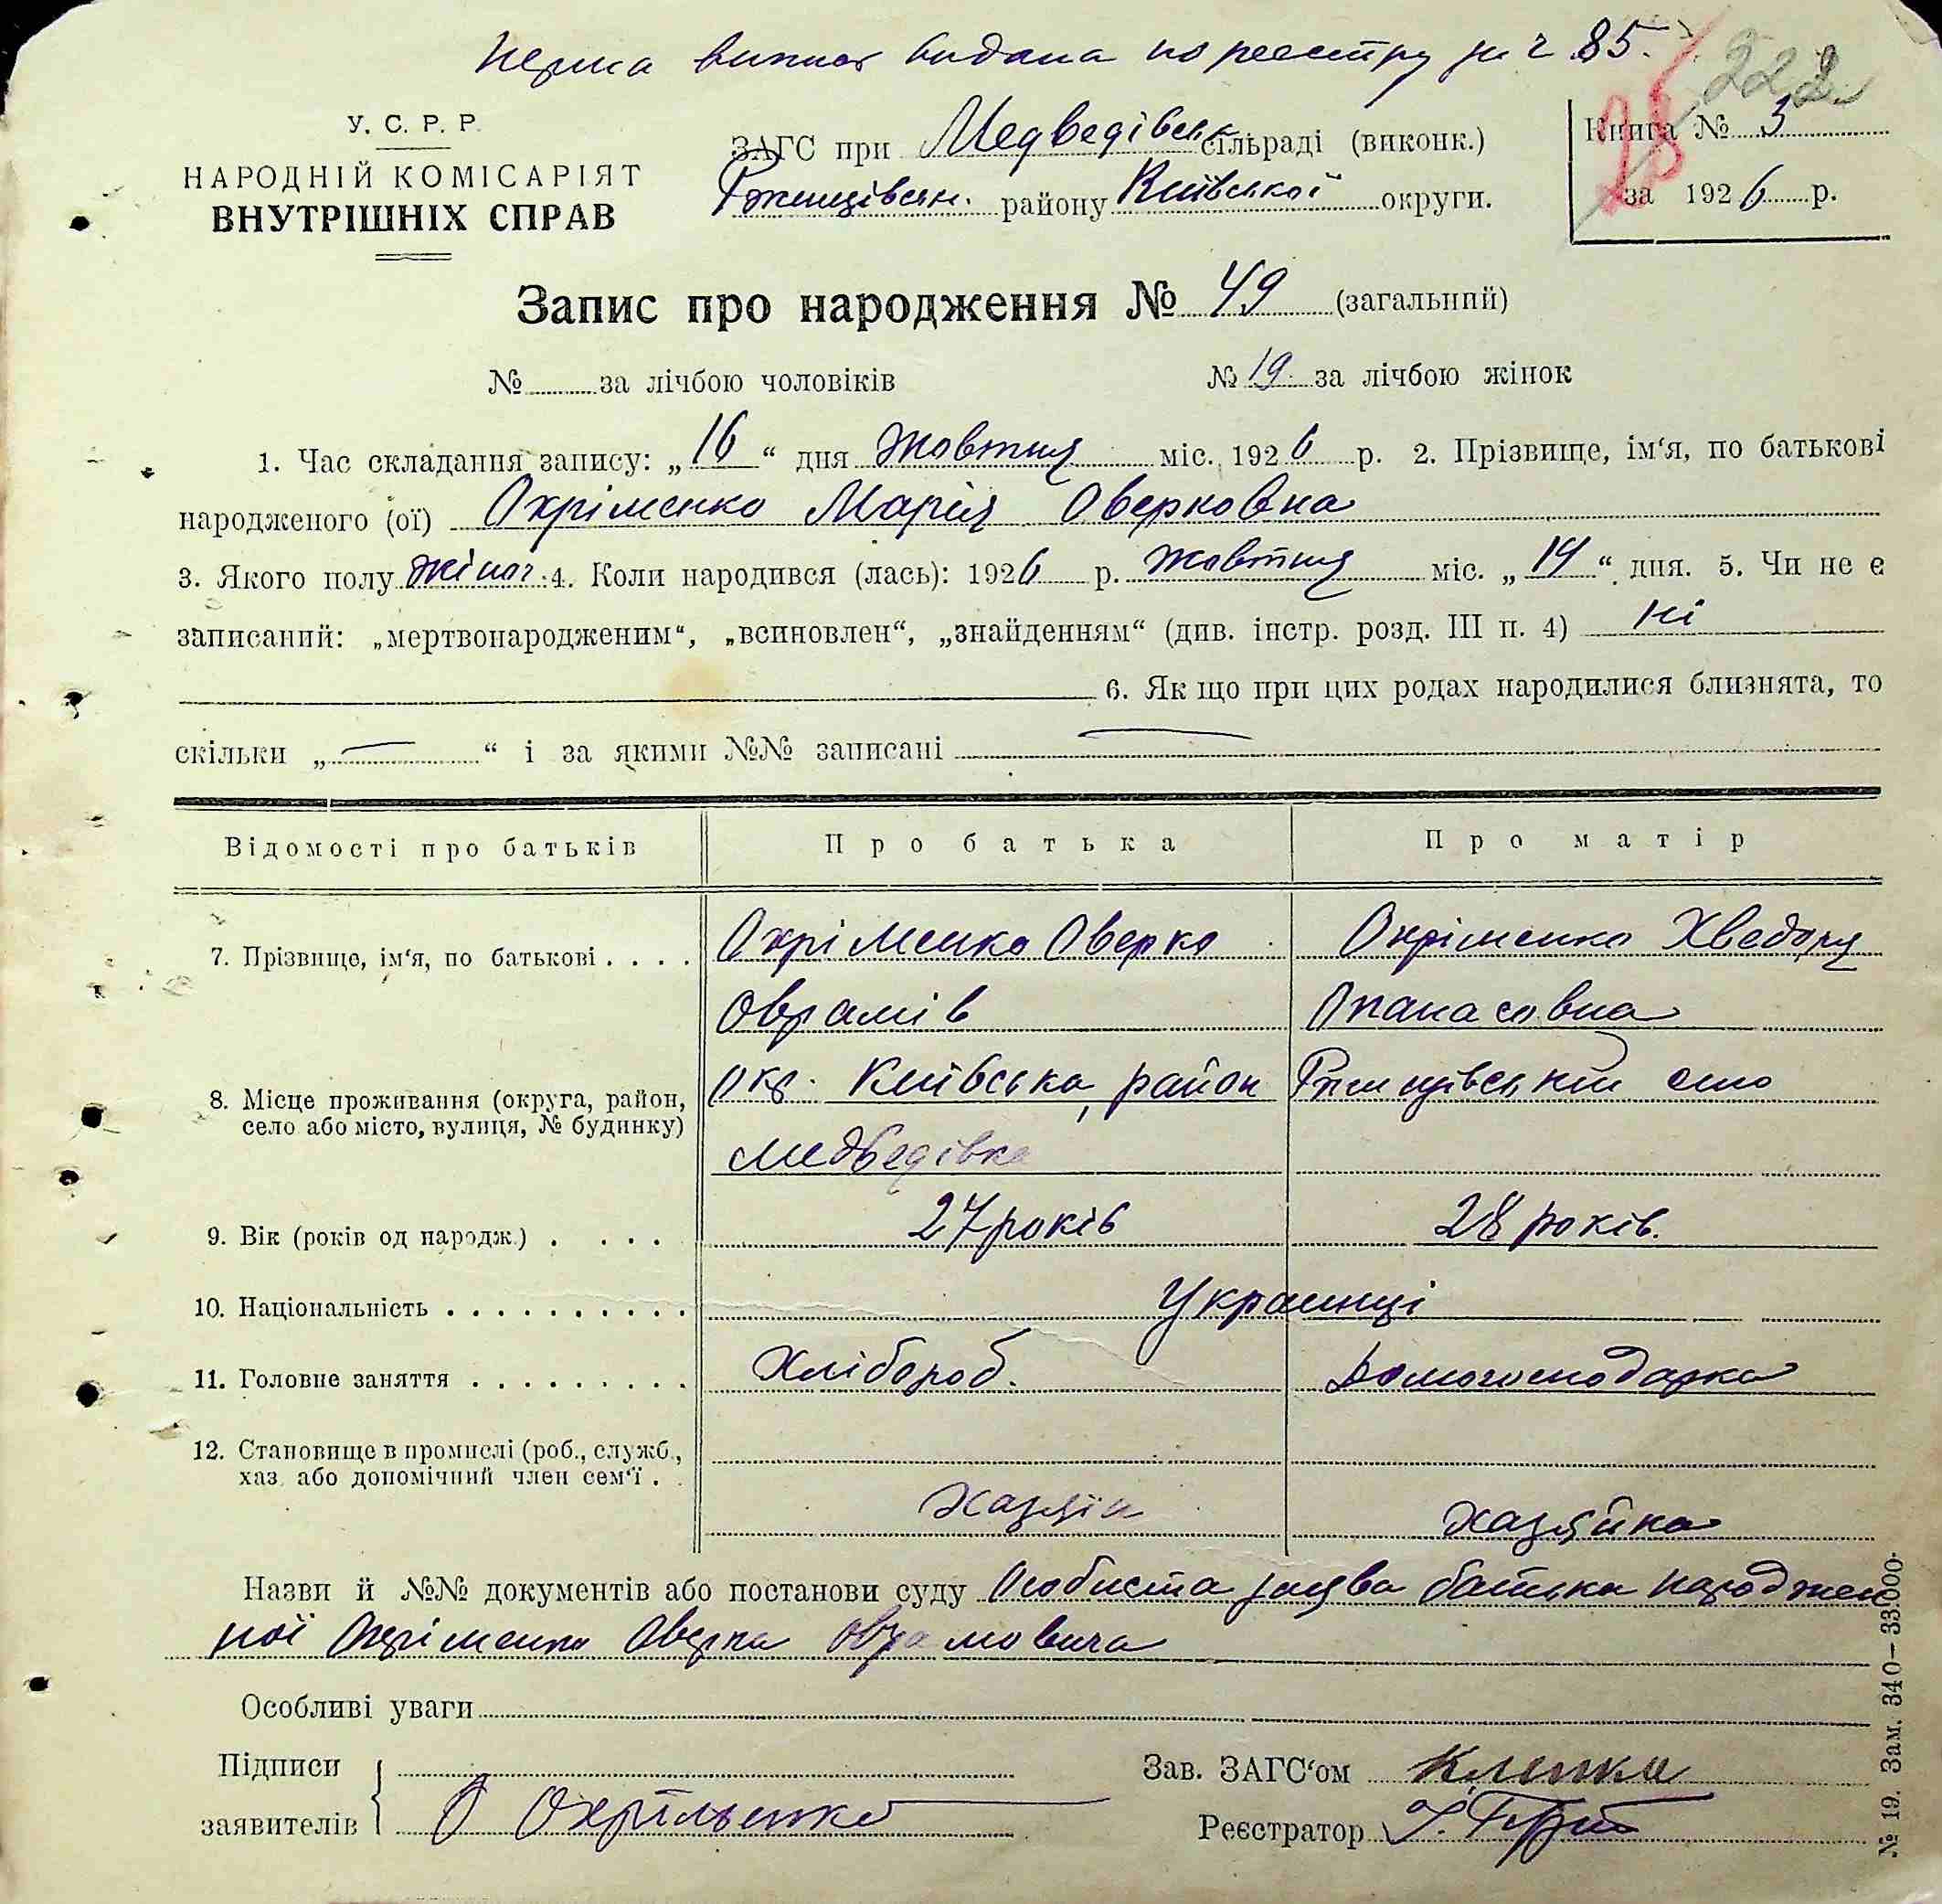 перша випис видана по реєстру за ч 85.
222
28
У. С. Р. Р.
НАРОДНІЙ КОМІСАРІЯТ
ВНУТРІШНІХ СПРАВ
ЗАГС при Медведівськ. сільраді (виконк.)
Ржищівськ. району Київської округи.
Книга № 3
за 1926 р.
Запис про народження № 49 (загальний)
№ за лічбою чоловіків № 19 за лічбою жінок
1. Час складання запису: „16“ дня Жовтня міс. 1926 р. 2. Прізвище, ім‘я, по батькові
народженого (ої) Охріменко Марія Оверковна
3. Якого полу жіноч. 4. Коли народився (лась): 1926 р. Жовтня міс. „14“ дня. 5. Чи не є
записаний: „мертвонародженим“, „всиновлен“, „знайденням“ (див. інстр. розд. III п. 4) ні
6. Як що при цих родах народилися близнята, то
скільки „—“ і за якими №№ записані —
Відомості про батьків Про батька Про матір
7. Прізвище, ім‘я, по батькові . . . . Охріменко Оверко Охріменко Хведоря
Оврамів Опанасовна
8. Місце проживання (округа, район, село або місто, вулиця, № будинку) окр. Київська, район Ржищівський село
Медведівка
9. Вік (років од народж.) . . . . 27 років 28 років.
10. Національність . . . . . . . . . . . Украинці
11. Головне заняття . . . . . . . . . . Хлібороб. Домогосподарка
12. Становище в промислі (роб., служб.,
хаз. або допомічний член сем‘ї . . Хазяїн хазяйка
Назви й №№ документів або постанови суду Особиста заява батька народжен
ної Охріменка Оверка Оврамовича
Особливі уваги
Підписи
заявителів О Охріменко
Зав. ЗАГС‘ом
Реєстратор
№ 19. Зам. 340—33.000.